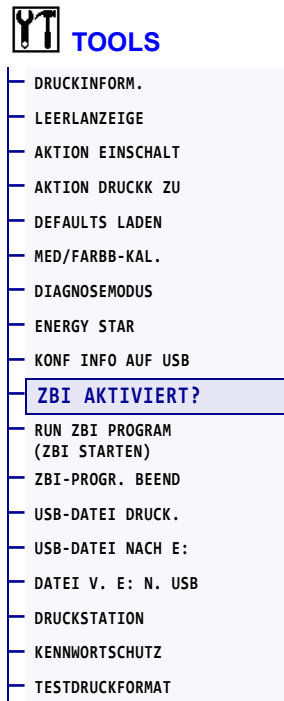 TOOLS
DRUCKINFORM.
LEERLANZEIGE
AKTION EINSCHALT
AKTION DRUCKK ZU
DEFAULTS LADEN
MED/FARBB-KAL.
DIAGNOSEMODUS
ENERGY STAR
KONF INFO AUF USB
ZBI AKTIVIERT?
RUN ZBI PROGRAM
(ZBI STARTEN)
ZBI-PROGR. BEEND
USB-DATEI DRUCK.
USB-DATEI NACH E:
DATEI V. E: N. USB
DRUCKSTATION
KENNWORTSCHUTZ
TESTDRUCKFORMAT